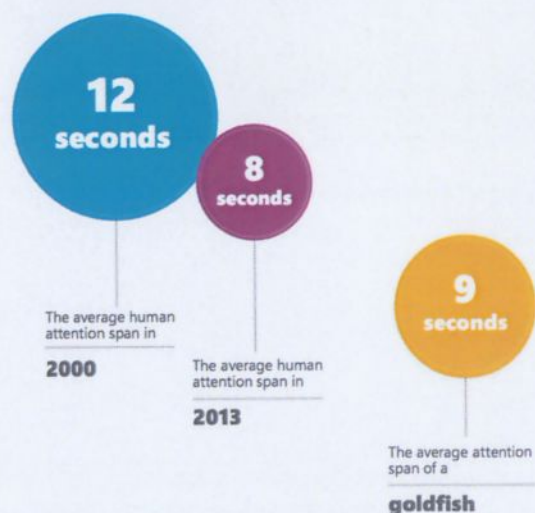 12
seconds
The average human
attention span in
2000
8
seconds
The average human
attention span in
2013
9
seconds
The average attention
span of a
goldfish